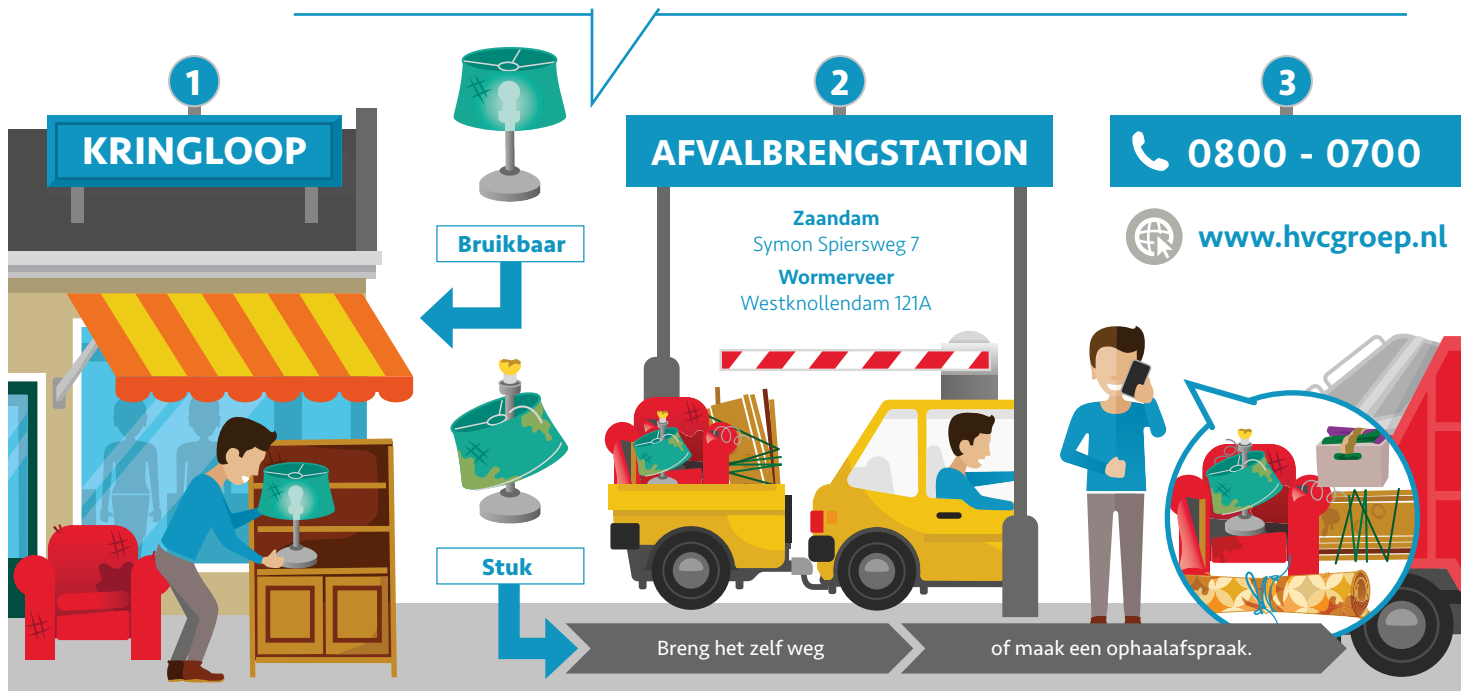 1
KRINGLOOP
Bruikbaar
Stuk
2
AFVALBRENGSTATION
Zaandam
Symon Spiersweg 7
Wormerveer
Westknollendam 121A
3
0800 - 0700
www.hvcgroep.nl
Breng het zelf weg
of maak een ophaalafspraak.